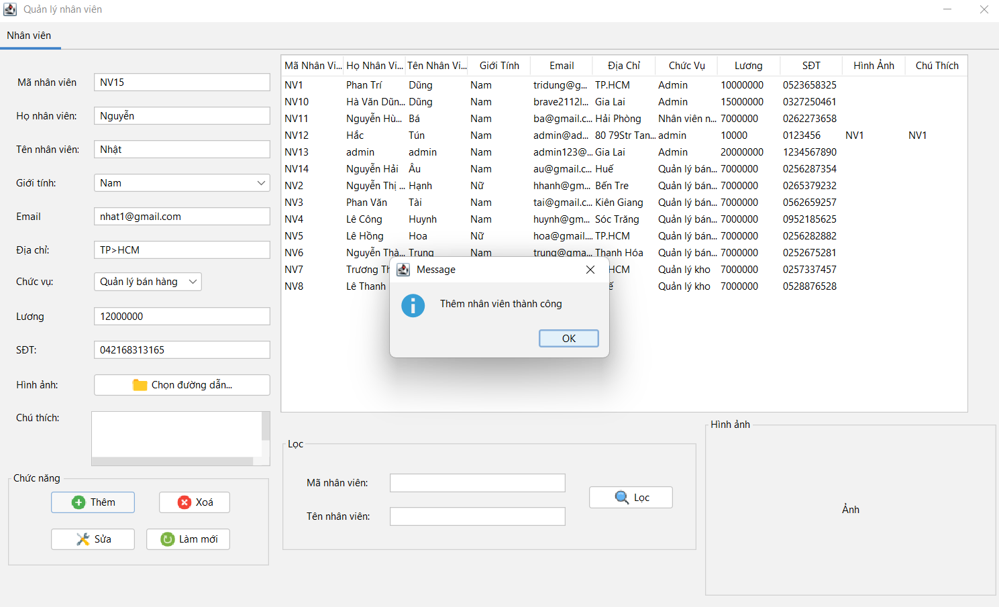 Quản lý nhân viên
Nhân viên
Mã nhân viên NV15
Họ nhân viên: Nguyễn
Tên nhân viên: Nhật
Giới tính: Nam
Email nhat1@gmail.com
Địa chỉ: TP>HCM
Chức vụ: Quản lý bán hàng
Lương 12000000
SĐT: 042168313165
Hình ảnh: Chọn đường dẫn...
Chú thích:
Chức năng
Thêm Xoá
Sửa Làm mới
Mã Nhân Vi... Họ Nhân Vi... Tên Nhân Vi... Giới Tính Email Địa Chỉ Chức Vụ Lương SĐT Hình Ảnh Chú Thích
NV1 Phan Trí Dũng Nam tridung@g... TP.HCM Admin 10000000 0523658325
NV10 Hà Văn Dũn... Dũng Nam brave2112l... Gia Lai Admin 15000000 0327250461
NV11 Nguyễn Hù... Bá Nam ba@gmail.c... Hải Phòng Nhân viên n... 7000000 0262273658
NV12 Hắc Tún Nam admin@ad... 80 79Str Tan... admin 10000 0123456 NV1 NV1
NV13 admin admin Nam admin123@... Gia Lai Admin 20000000 1234567890
NV14 Nguyễn Hải Âu Nam au@gmail.c... Huế Quản lý bán... 7000000 0256287354
NV2 Nguyễn Thị ... Hạnh Nữ hhanh@gm... Bến Tre Quản lý bán... 7000000 0265379232
NV3 Phan Văn Tài Nam tai@gmail.c... Kiên Giang Quản lý bán... 7000000 0562659257
NV4 Lê Công Huynh Nam huynh@gm... Sóc Trăng Quản lý bán... 7000000 0952185625
NV5 Lê Hồng Hoa Nữ hoa@gmail.... TP.HCM Quản lý bán... 7000000 0256282882
NV6 Nguyễn Thà... Trung Nam trung@gma... Thanh Hóa Quản lý bán... 7000000 0252675281
NV7 Trương Th HCM Quản lý kho 7000000 0257337457
NV8 Lê Thanh ế Quản lý kho 7000000 0528876528
Message
Thêm nhân viên thành công
OK
Lọc
Mã nhân viên:
Tên nhân viên:
Lọc
Hình ảnh
Ảnh